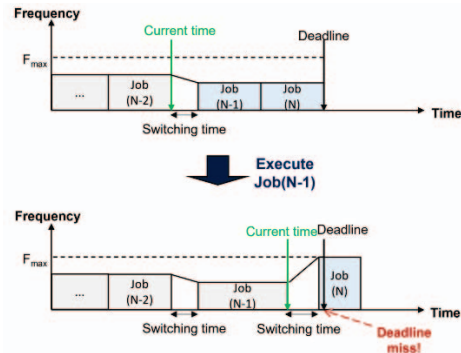 Frequency
Current time
Deadline
Fmax
...
Job
(N-2)
Job
(N-1)
Job
(N)
Time
Switching time
Execute
Job(N-1)
Frequency
Current time
Deadline
Fmax
...
Job
(N-2)
Job
(N-1)
Job
(N)
Time
Switching time
Switching time
Deadline
miss!